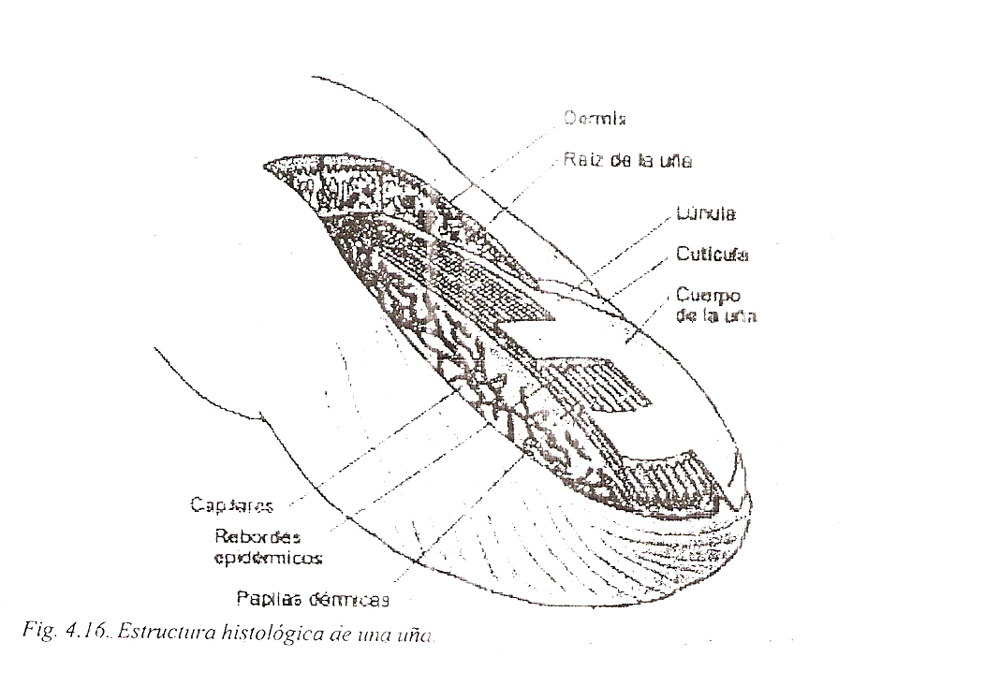 Dermis
Raíz de la uña
Lúnula
Cutícula
Cuerpo
de la uña
Capilares
Rebordes
epidérmicos
Papilas dérmicas
Fig. 4.16. Estructura histológica de una uña.